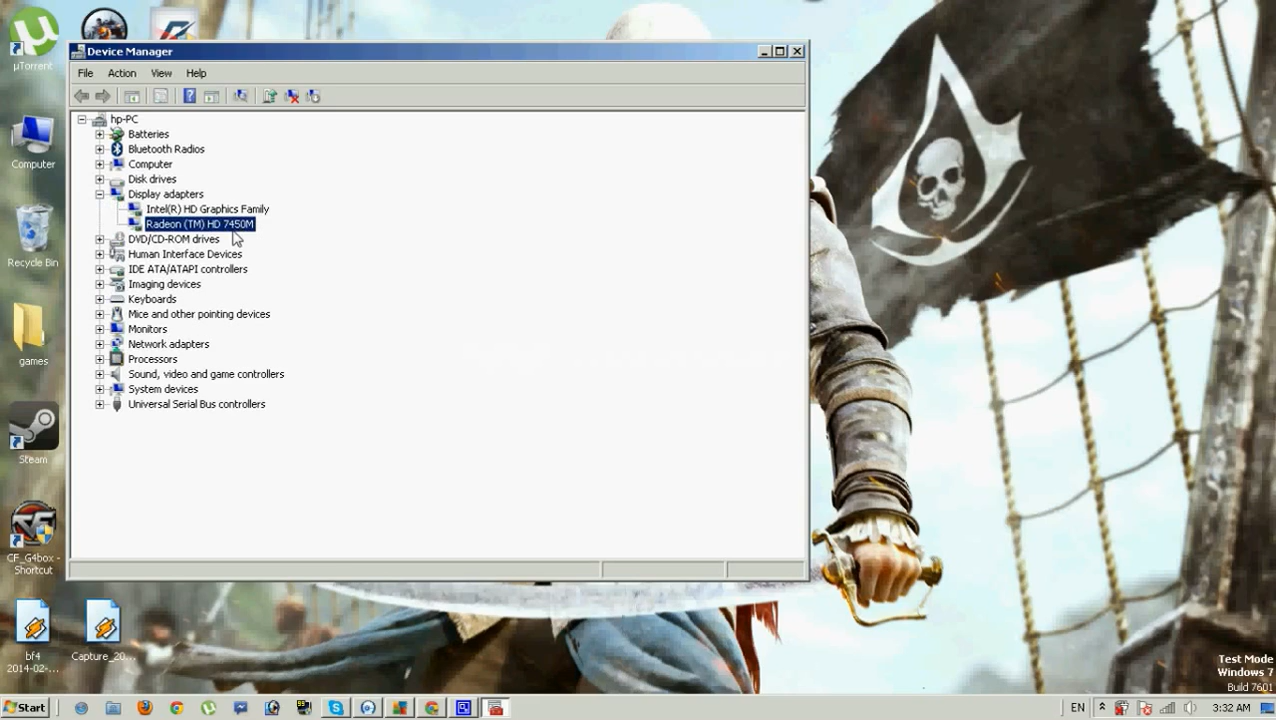 µTorrent
Device Manager
File Action View Help
hp-PC
Batteries
Bluetooth Radios
Computer
Disk drives
Display adapters
Intel(R) HD Graphics Family
Radeon (TM) HD 7450M
DVD/CD-ROM drives
Human Interface Devices
IDE ATA/ATAPI controllers
Imaging devices
Keyboards
Mice and other pointing devices
Monitors
Network adapters
Processors
Sound, video and game controllers
System devices
Universal Serial Bus controllers
Computer
Recycle Bin
games
Steam
CF_G4box -
Shortcut
bf4
2014-02-...
Capture_20...
Test Mode
Windows 7
Build 7601
Start
EN
3:32 AM